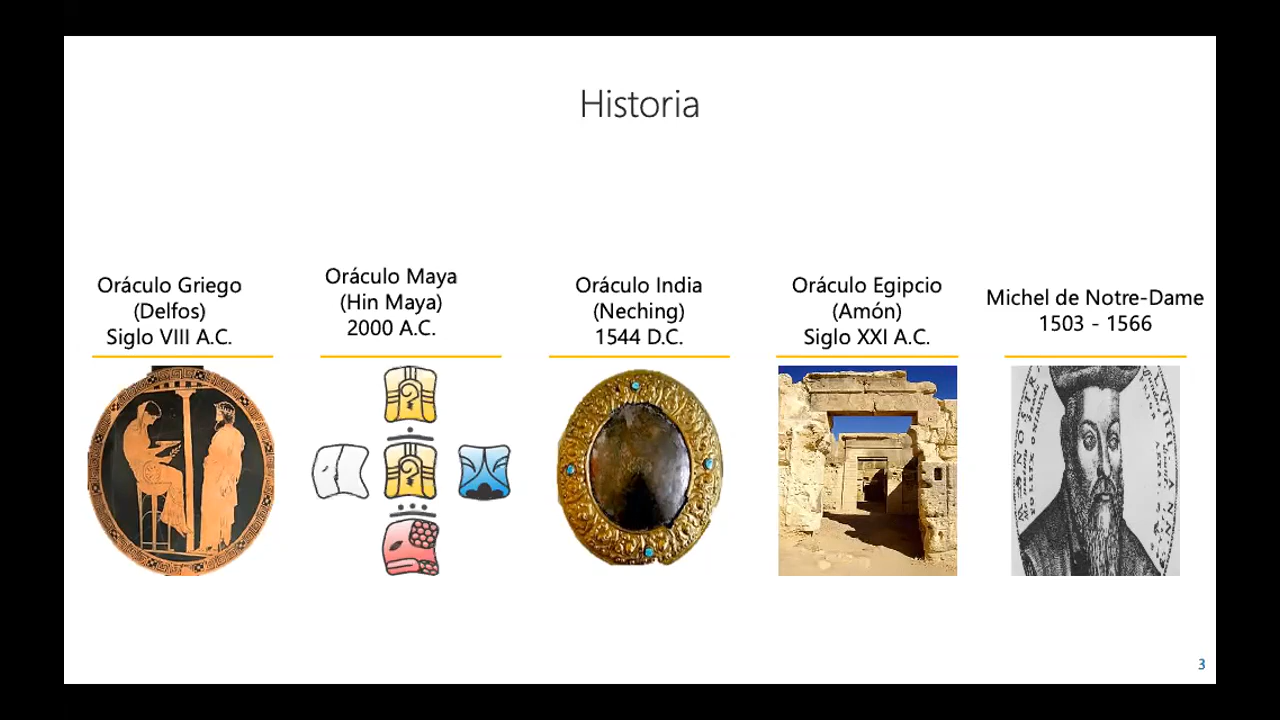 Historia
Oráculo Griego
(Delfos)
Siglo VIII A.C.
Oráculo Maya
(Hin Maya)
2000 A.C.
Oráculo India
(Neching)
1544 D.C.
Oráculo Egipcio
(Amón)
Siglo XXI A.C.
Michel de Notre-Dame
1503 - 1566
3